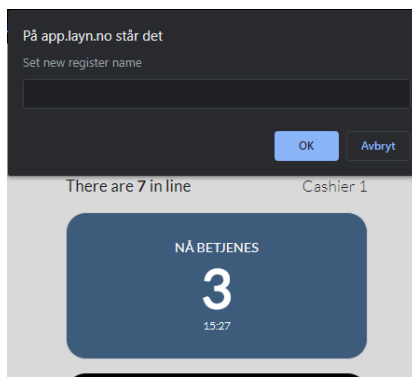 På app.layn.no står det
Set new register name
OK Avbryt
There are 7 in line Cashier 1
NÅ BETJENES
3
15:27